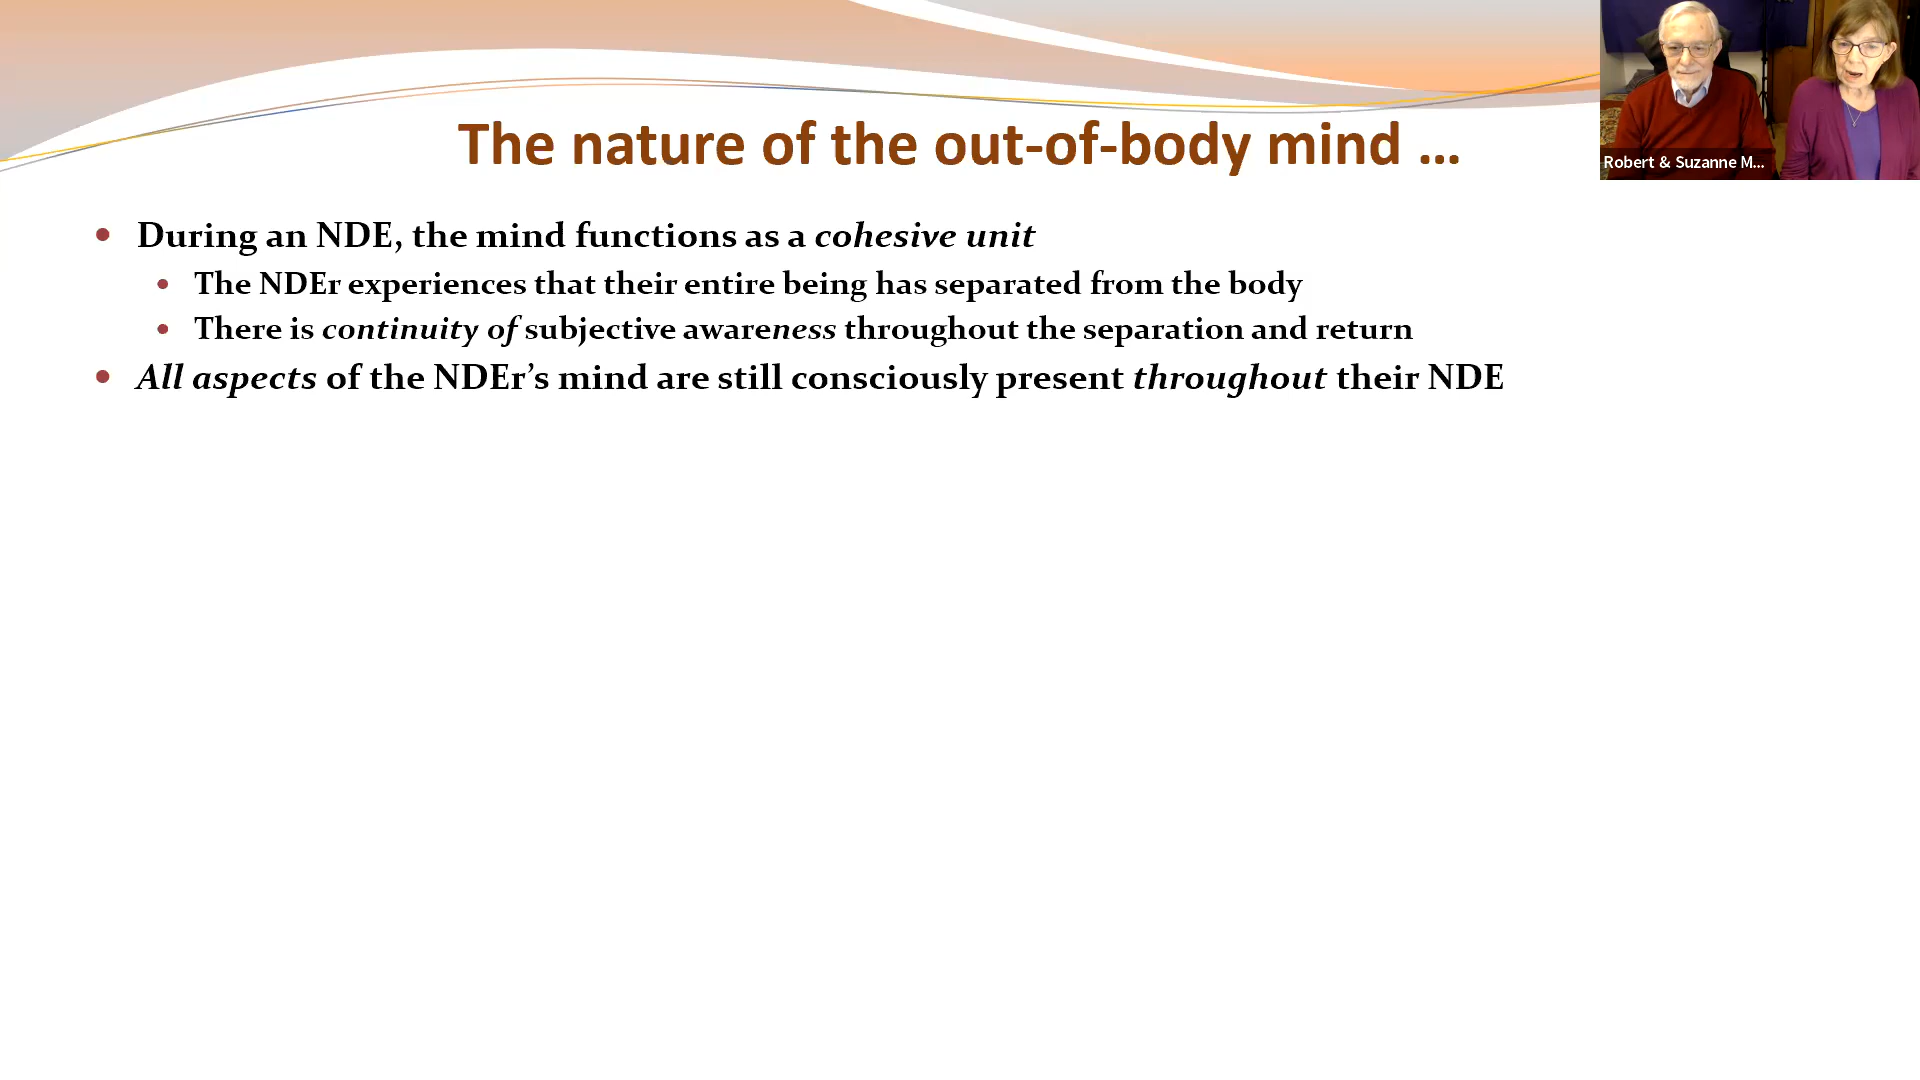 The nature of the out-of-body mind ...
Robert & Suzanne M...
• During an NDE, the mind functions as a cohesive unit
• The NDEr experiences that their entire being has separated from the body
• There is continuity of subjective awareness throughout the separation and return
• All aspects of the NDEr’s mind are still consciously present throughout their NDE